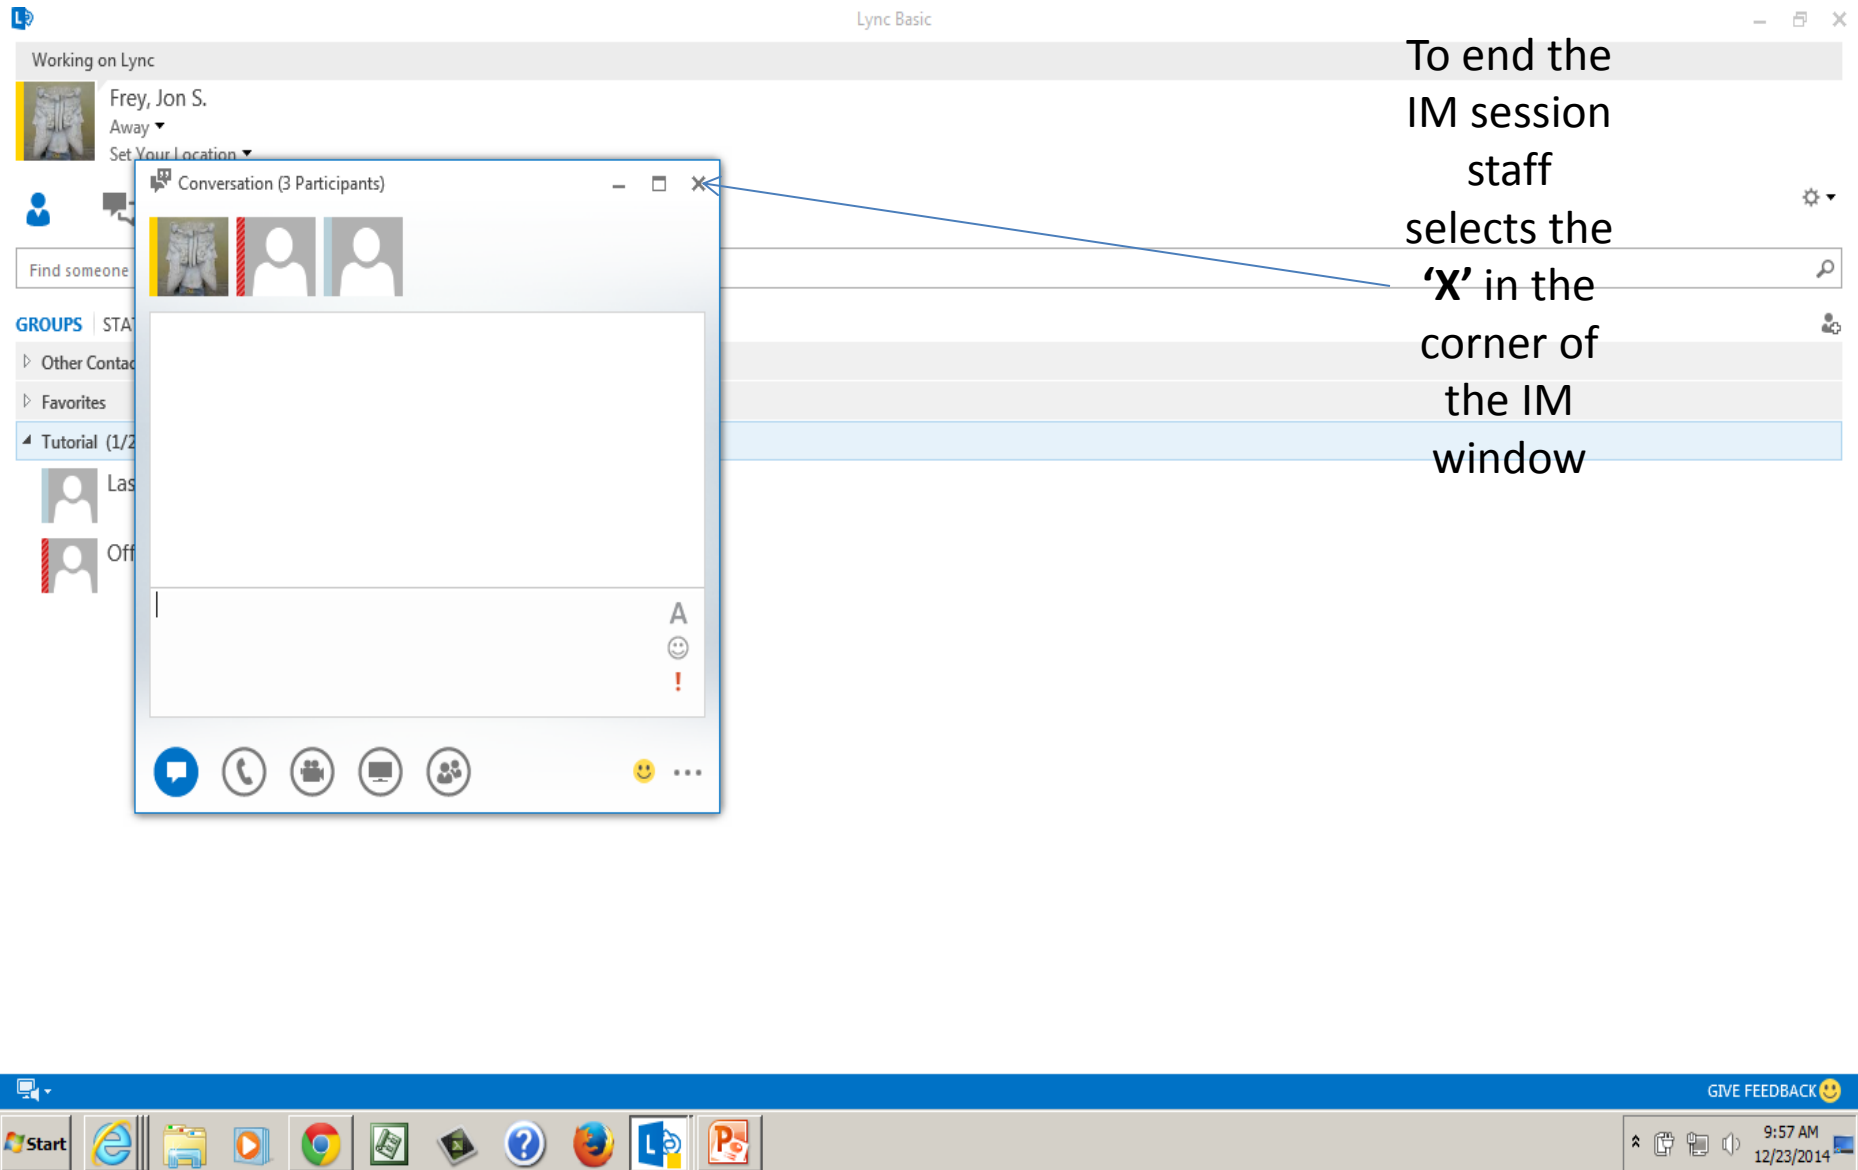 Lync Basic
Working on Lync
Frey, Jon S.
Away
Set Your Location
Find someone
GROUPS STA
Other Contac
Favorites
Tutorial (1/2
Las
Off
Conversation (3 Participants)
A
!
To end the
IM session
staff
selects the
‘X’ in the
corner of
the IM
window
GIVE FEEDBACK
Start
9:57 AM
12/23/2014